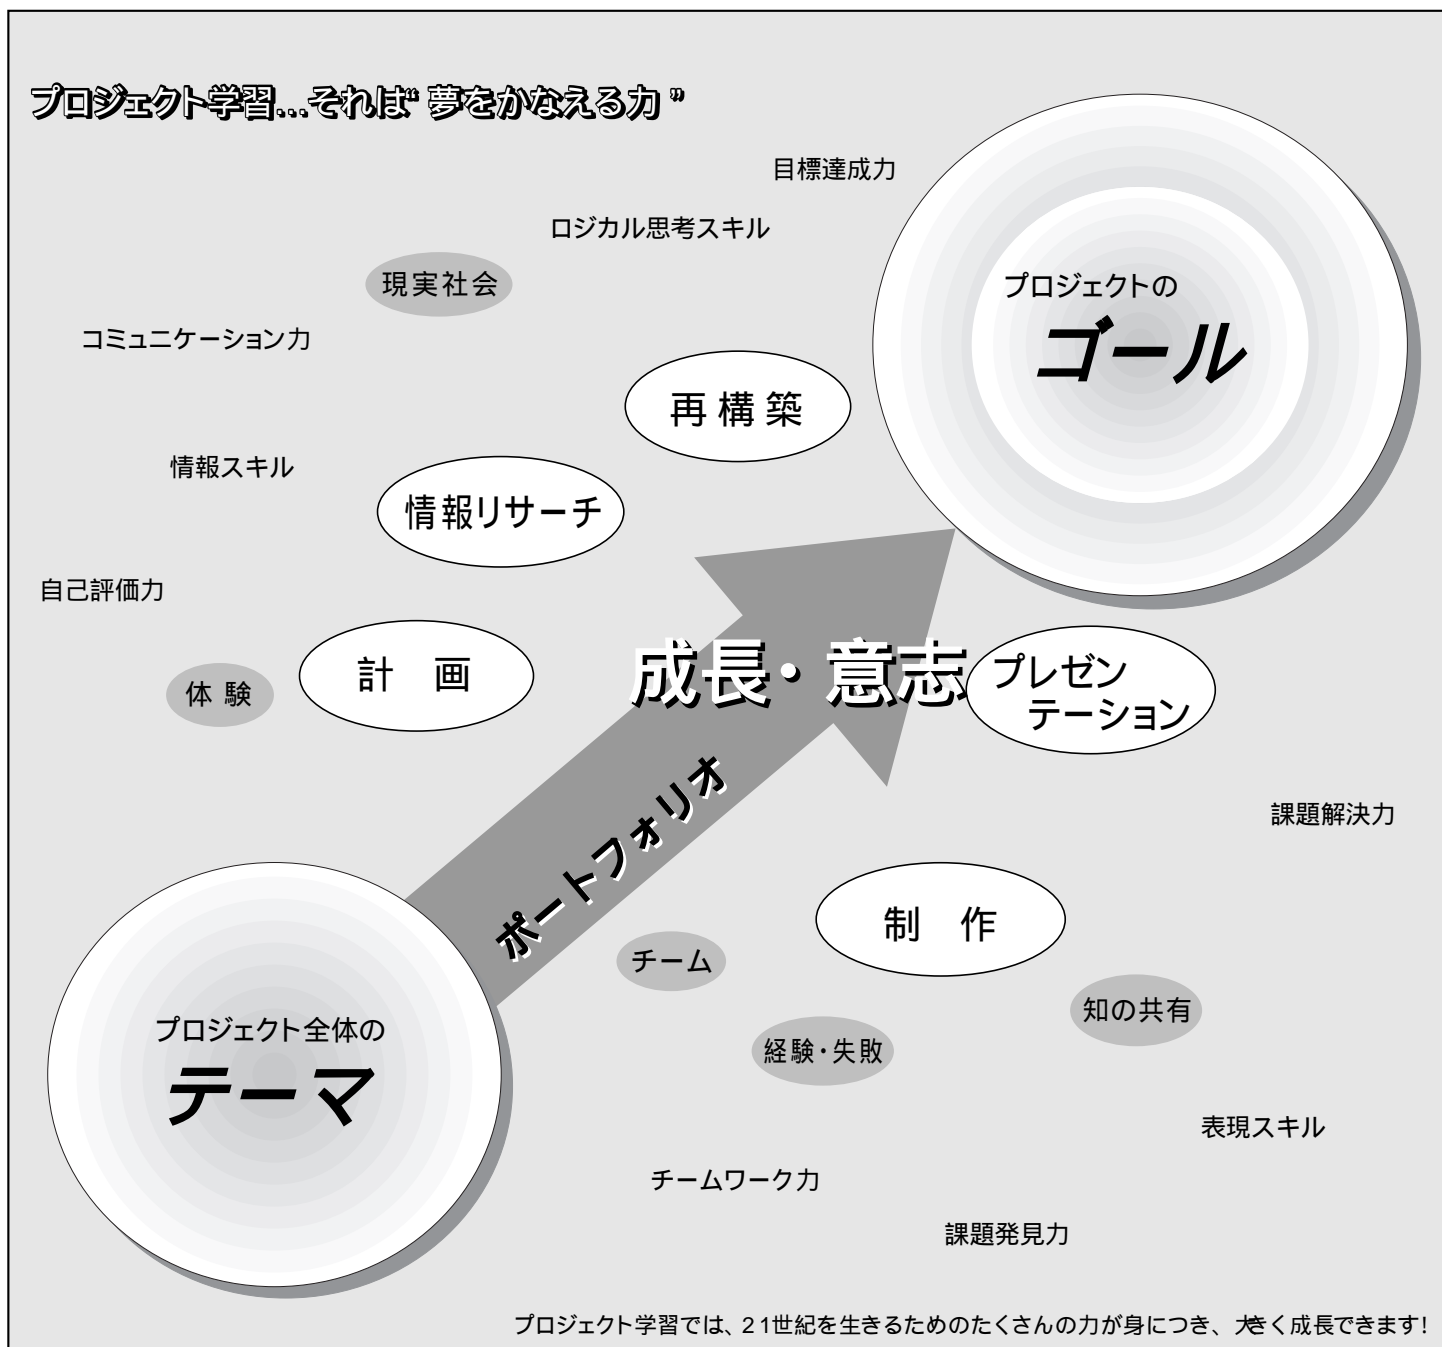 プロジェクト学習…それは“夢をかなえる力”
目標達成力
ロジカル思考スキル
現実社会
プロジェクトの
ゴール
コミュニケーション力
再構築
情報スキル
情報リサーチ
自己評価力
計 画
成長・意志
プレゼン
テーション
体 験
ポートフォリオ
課題解決力
制 作
チーム
知の共有
プロジェクト全体の
テーマ
経験・失敗
表現スキル
チームワーク力
課題発見力
プロジェクト学習では、21世紀を生きるためのたくさんの力が身につき、大きく成長できます!